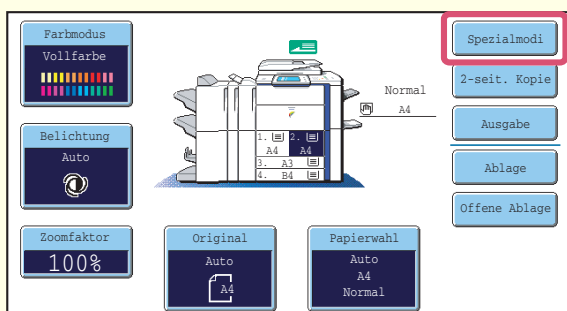 Farbmodus
Vollfarbe
Belichtung
Auto
Zoomfaktor
100%
Original
Auto
A4
Papierwahl
Auto
A4
Normal
1. 2.
A4 A4
3. A3
4. B4
Normal
A4
Spezialmodi
2-seit. Kopie
Ausgabe
Ablage
Offene Ablage